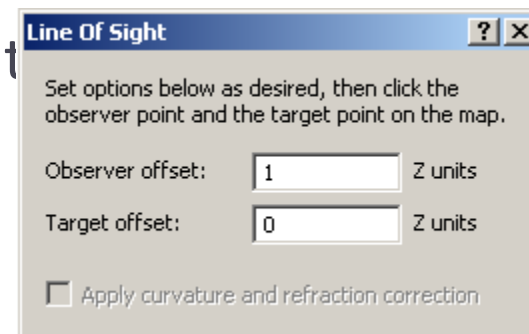 Line Of Sight ? X
t
Set options below as desired, then click the
observer point and the target point on the map.
Observer offset: 1 Z units
Target offset: 0 Z units
Apply curvature and refraction correction